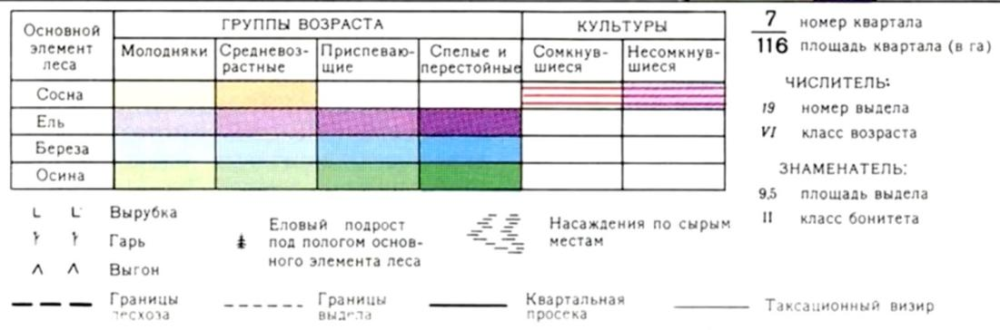 Основной элемент леса
ГРУППЫ ВОЗРАСТА
КУЛЬТУРЫ
Молодняки
Средневоз-
растные
Приспеваю-
щие
Спелые и
перестойные
Сомкнув-
шиеся
Несомкнув-
шиеся
Сосна
Ель
Береза
Осина
7 номер квартала
116 площадь квартала (в га)
ЧИСЛИТЕЛЬ:
19 номер выдела
VI класс возраста
ЗНАМЕНАТЕЛЬ:
9,5 площадь выдела
II класс бонитета
Вырубка
Гарь
Выгон
Еловый подрост
под пологом основ-
ного элемента леса
Насаждения по сырым
местам
Границы
лесхоза
Границы
выдела
Квартальная
просека
Таксационный визир